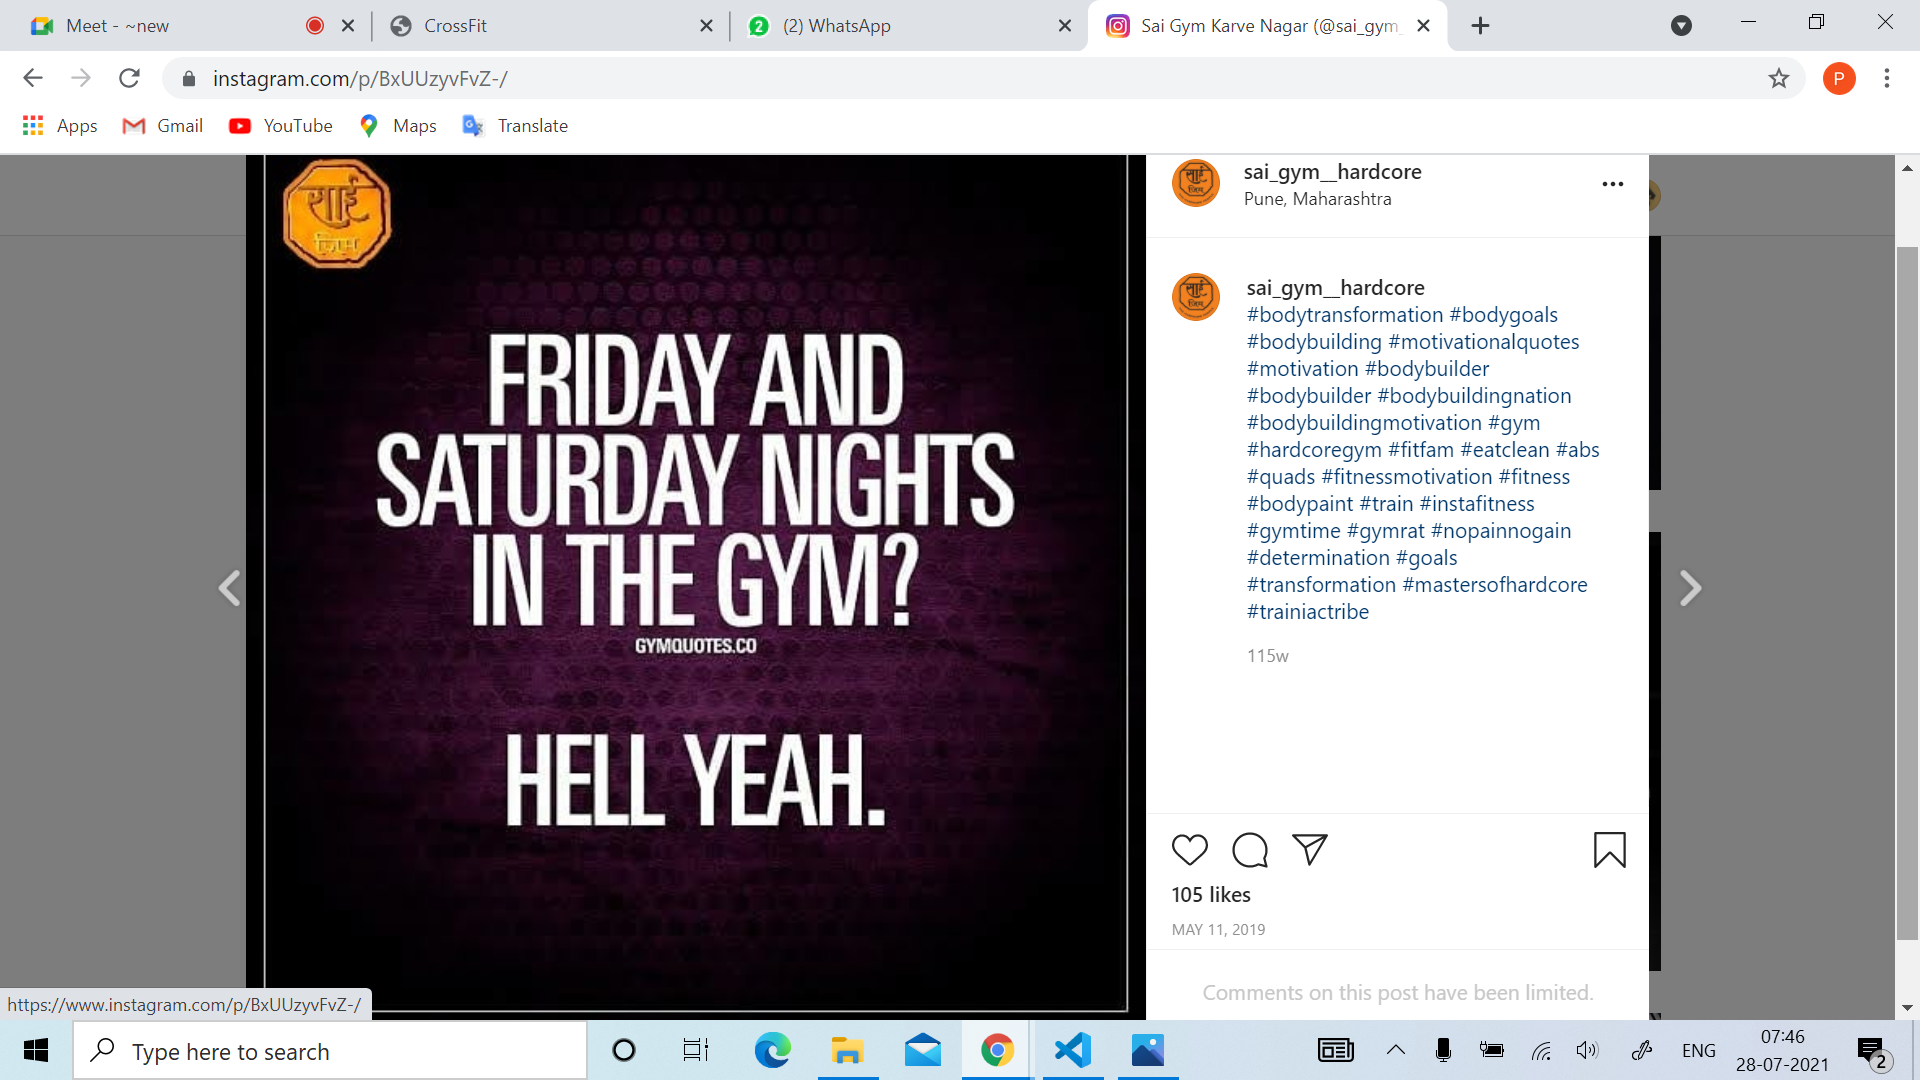 Meet - ~new
CrossFit
(2) WhatsApp
Sai Gym Karve Nagar (@sai_gym_
instagram.com/p/BxUUzyvFvZ-/
P
Apps
Gmail
YouTube
Maps
Translate
साई
जिम
FRIDAY AND
SATURDAY NIGHTS
IN THE GYM?
GYMQUOTES.CO
HELL YEAH.
sai_gym__hardcore
Pune, Maharashtra
sai_gym__hardcore
#bodytransformation #bodygoals
#bodybuilding #motivationalquotes
#motivation #bodybuilder
#bodybuilder #bodybuildingnation
#bodybuildingmotivation #gym
#hardcoregym #fitfam #eatclean #abs
#quads #fitnessmotivation #fitness
#bodypaint #train #instafitness
#gymtime #gymrat #nopainnogain
#determination #goals
#transformation #mastersofhardcore
#trainiactribe
115w
105 likes
MAY 11, 2019
Comments on this post have been limited.
https://www.instagram.com/p/BxUUzyvFvZ-/
Type here to search
ENG
07:46
28-07-2021
2